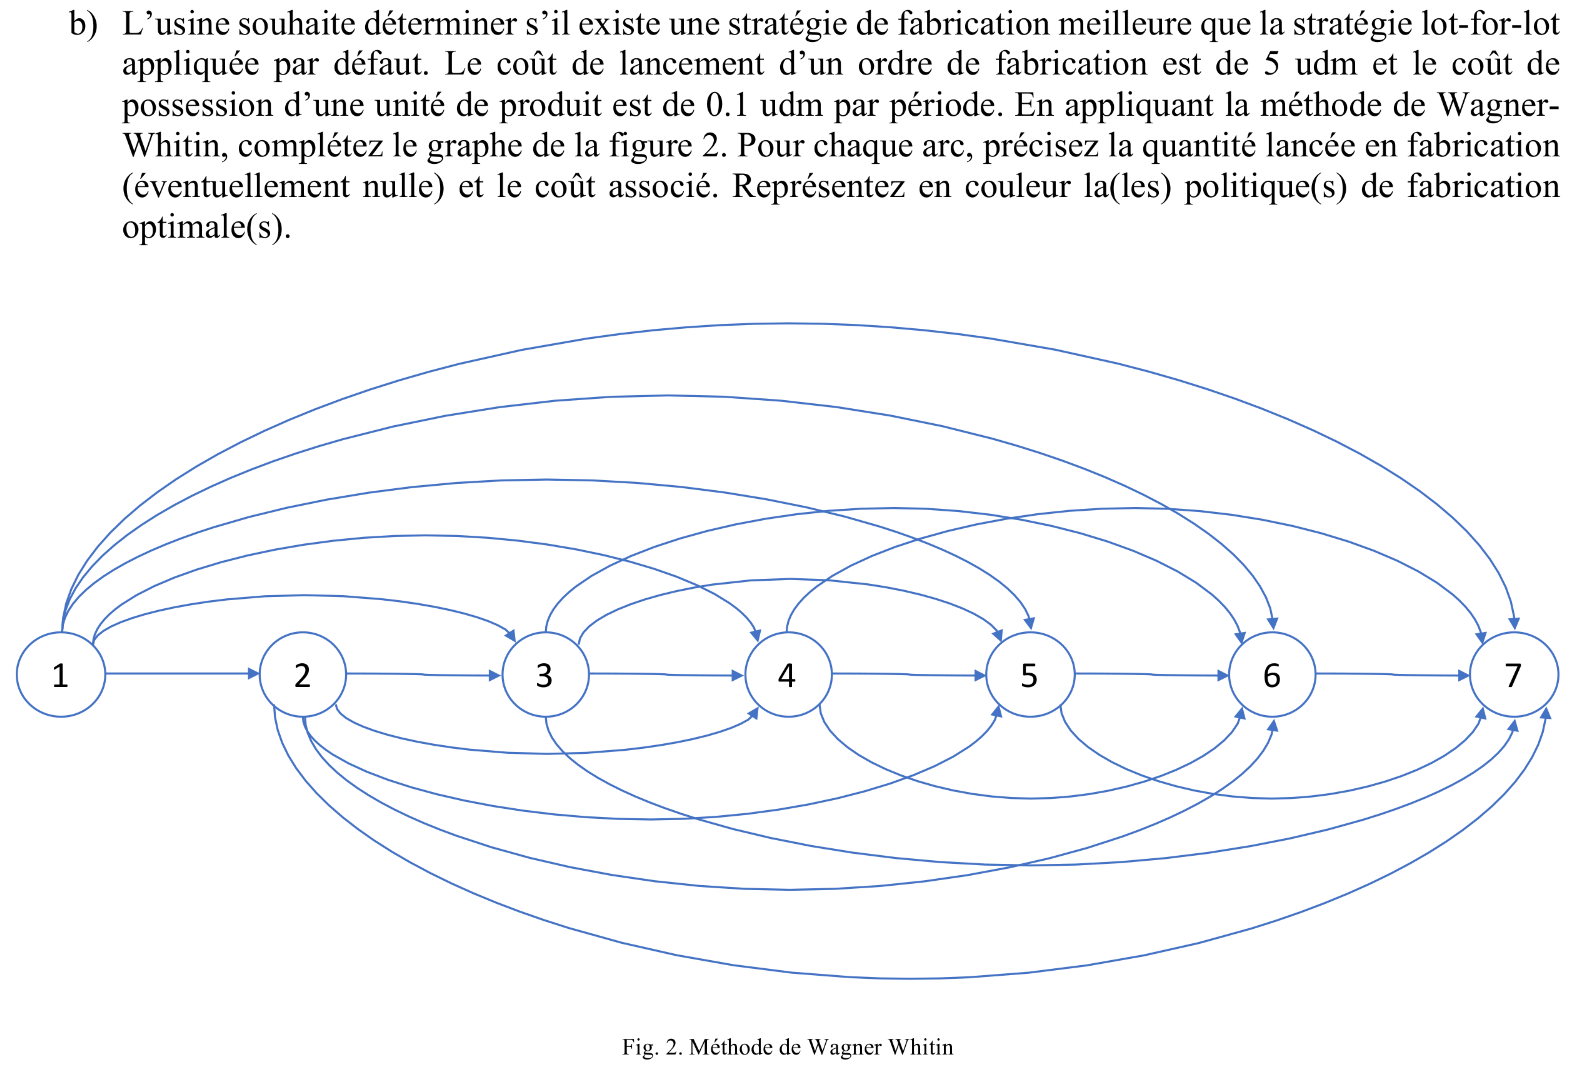 b) L’usine souhaite déterminer s’il existe une stratégie de fabrication meilleure que la stratégie lot-for-lot
appliquée par défaut. Le coût de lancement d’un ordre de fabrication est de 5 udm et le coût de
possession d’une unité de produit est de 0.1 udm par période. En appliquant la méthode de Wagner-
Whitin, complétez le graphe de la figure 2. Pour chaque arc, précisez la quantité lancée en fabrication
(éventuellement nulle) et le coût associé. Représentez en couleur la(les) politique(s) de fabrication
optimale(s).
1 2 3 4 5 6 7
Fig. 2. Méthode de Wagner Whitin